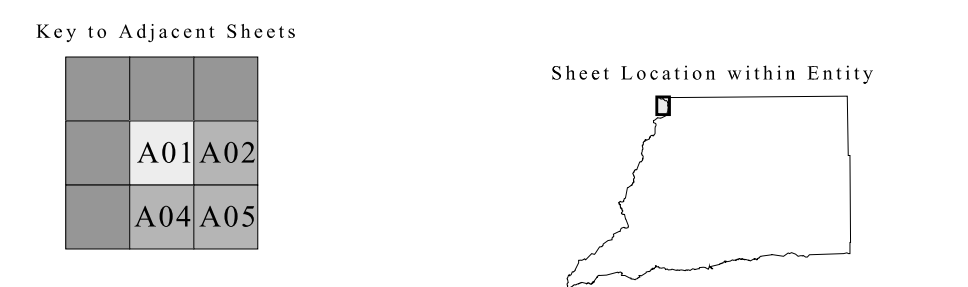 Key to Adjacent Sheets
Sheet Location within Entity
A01 A02
A04 A05